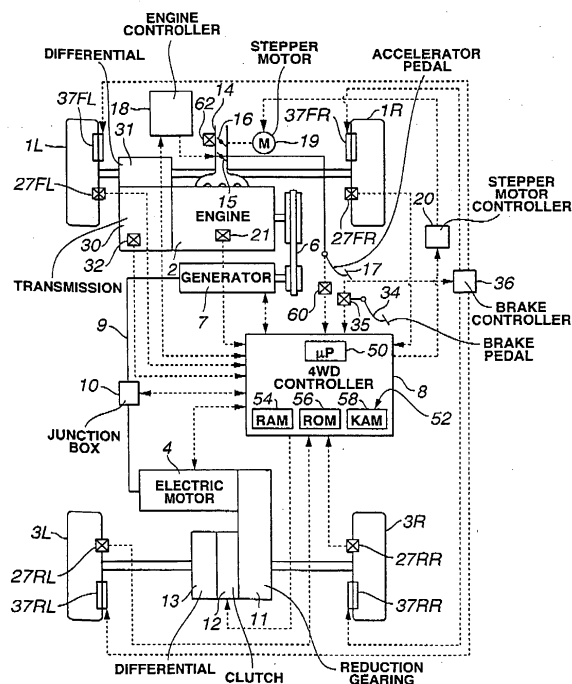 ENGINE
CONTROLLER
STEPPER
MOTOR
ACCELERATOR
PEDAL
DIFFERENTIAL
14
62
18
16
37FL
37FR
1R
1L
31
M
19
27FL
15
27FR
20
STEPPER
MOTOR
CONTROLLER
ENGINE
30
32
21
2
6
17
36
TRANSMISSION
GENERATOR
7
60
34
35
BRAKE
CONTROLLER
BRAKE
PEDAL
9
μP
50
4WD
CONTROLLER
8
10
54
56
58
52
RAM
ROM
KAM
JUNCTION
BOX
4
ELECTRIC
MOTOR
3L
3R
27RL
27RR
37RL
37RR
13
12
11
DIFFERENTIAL
CLUTCH
REDUCTION
GEARING